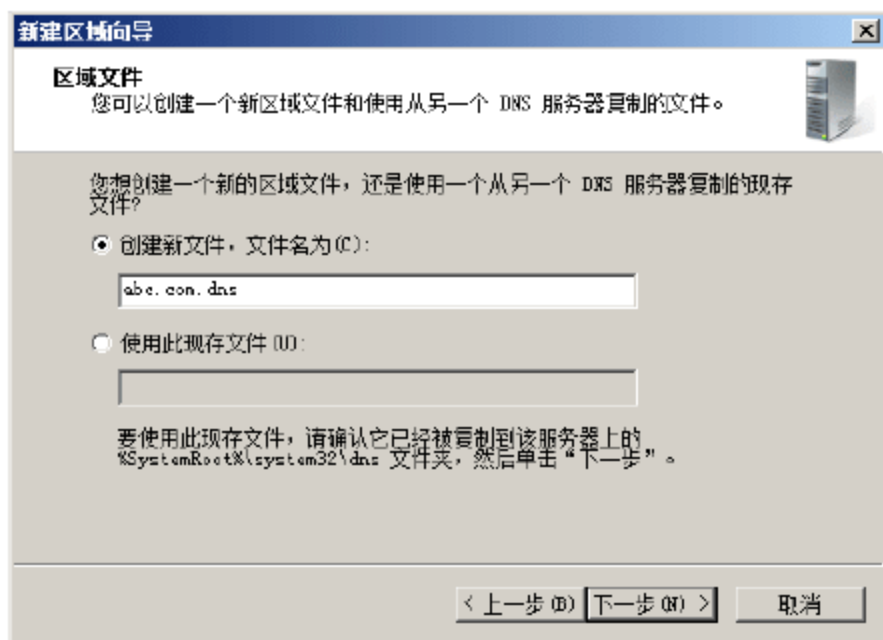 新建区域向导
区域文件
您可以创建一个新区域文件和使用从另一个 DNS 服务器复制的文件。
您想创建一个新的区域文件，还是使用一个从另一个 DNS 服务器复制的现存
文件?
创建新文件，文件名为(C):
abc.com.dns
使用此现存文件(U):
要使用此现存文件，请确认它已经被复制到该服务器上的
%SystemRoot%\system32\dns 文件夹，然后单击“下一步”。
< 上一步(B)
下一步(N) >
取消